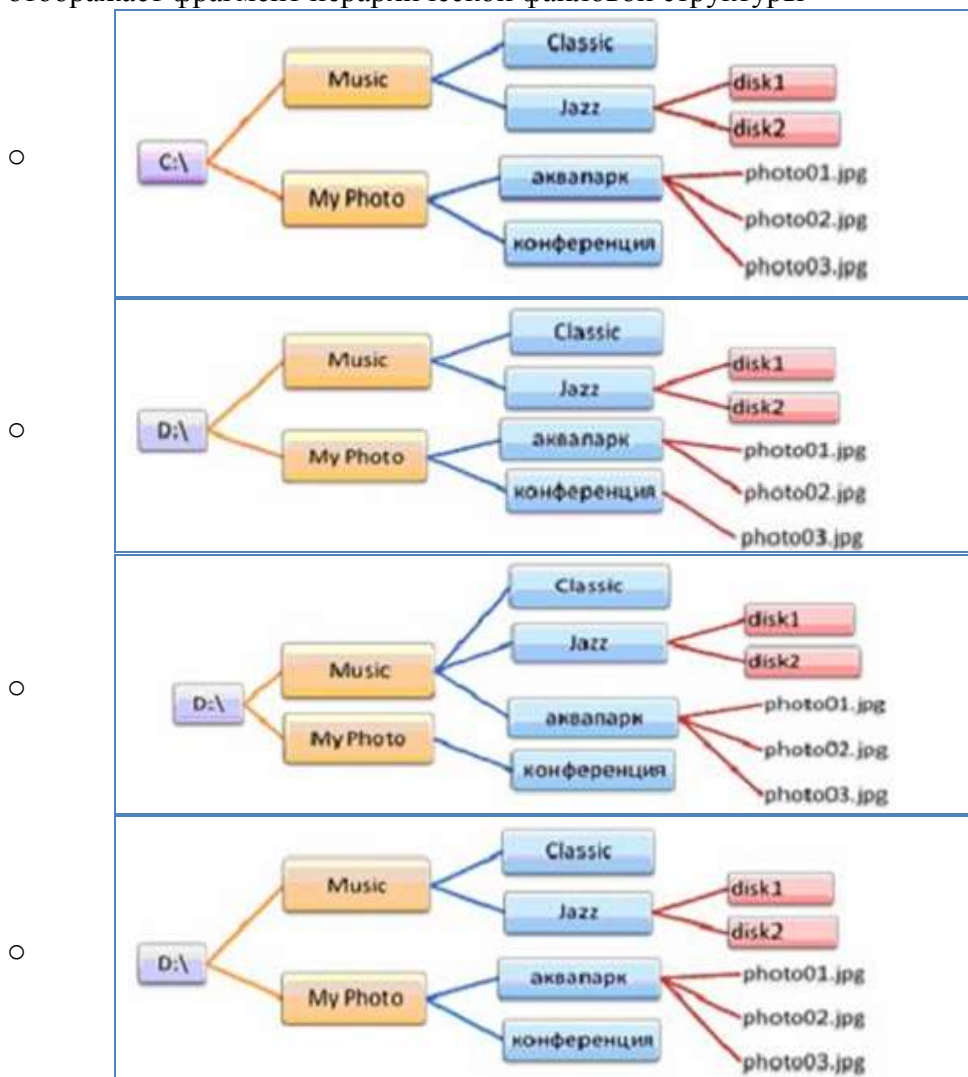 отображает фрагмент иерархической файловой структуры
Classic
Music
disk1
Jazz
disk2
C:\
аквапарк
photo01.jpg
My Photo
photo02.jpg
конференция
photo03.jpg
Classic
Music
disk1
Jazz
disk2
D:\
аквапарк
photo01.jpg
My Photo
photo02.jpg
конференция
photo03.jpg
Classic
disk1
Jazz
disk2
Music
D:\
photo01.jpg
аквапарк
My Photo
photo02.jpg
конференция
photo03.jpg
Classic
Music
disk1
Jazz
disk2
D:\
аквапарк
photo01.jpg
My Photo
photo02.jpg
конференция
photo03.jpg